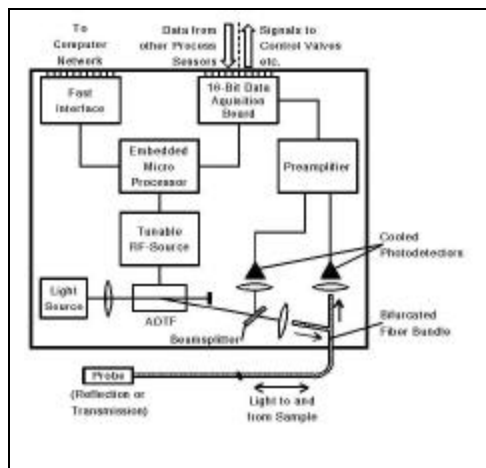 To
Computer
Network
Data from
other Process
Sensors
Signals to
Control Valves
etc.
Fast
Interface
16-Bit Data
Aquisition
Board
Embedded
Micro
Processor
Preamplifier
Tunable
RF-Source
Cooled
Photodetectors
Light
Source
AOTF
Beamsplitter
Bifurcated
Fiber Bundle
Probe
(Reflection or
Transmission)
Light to and
from Sample